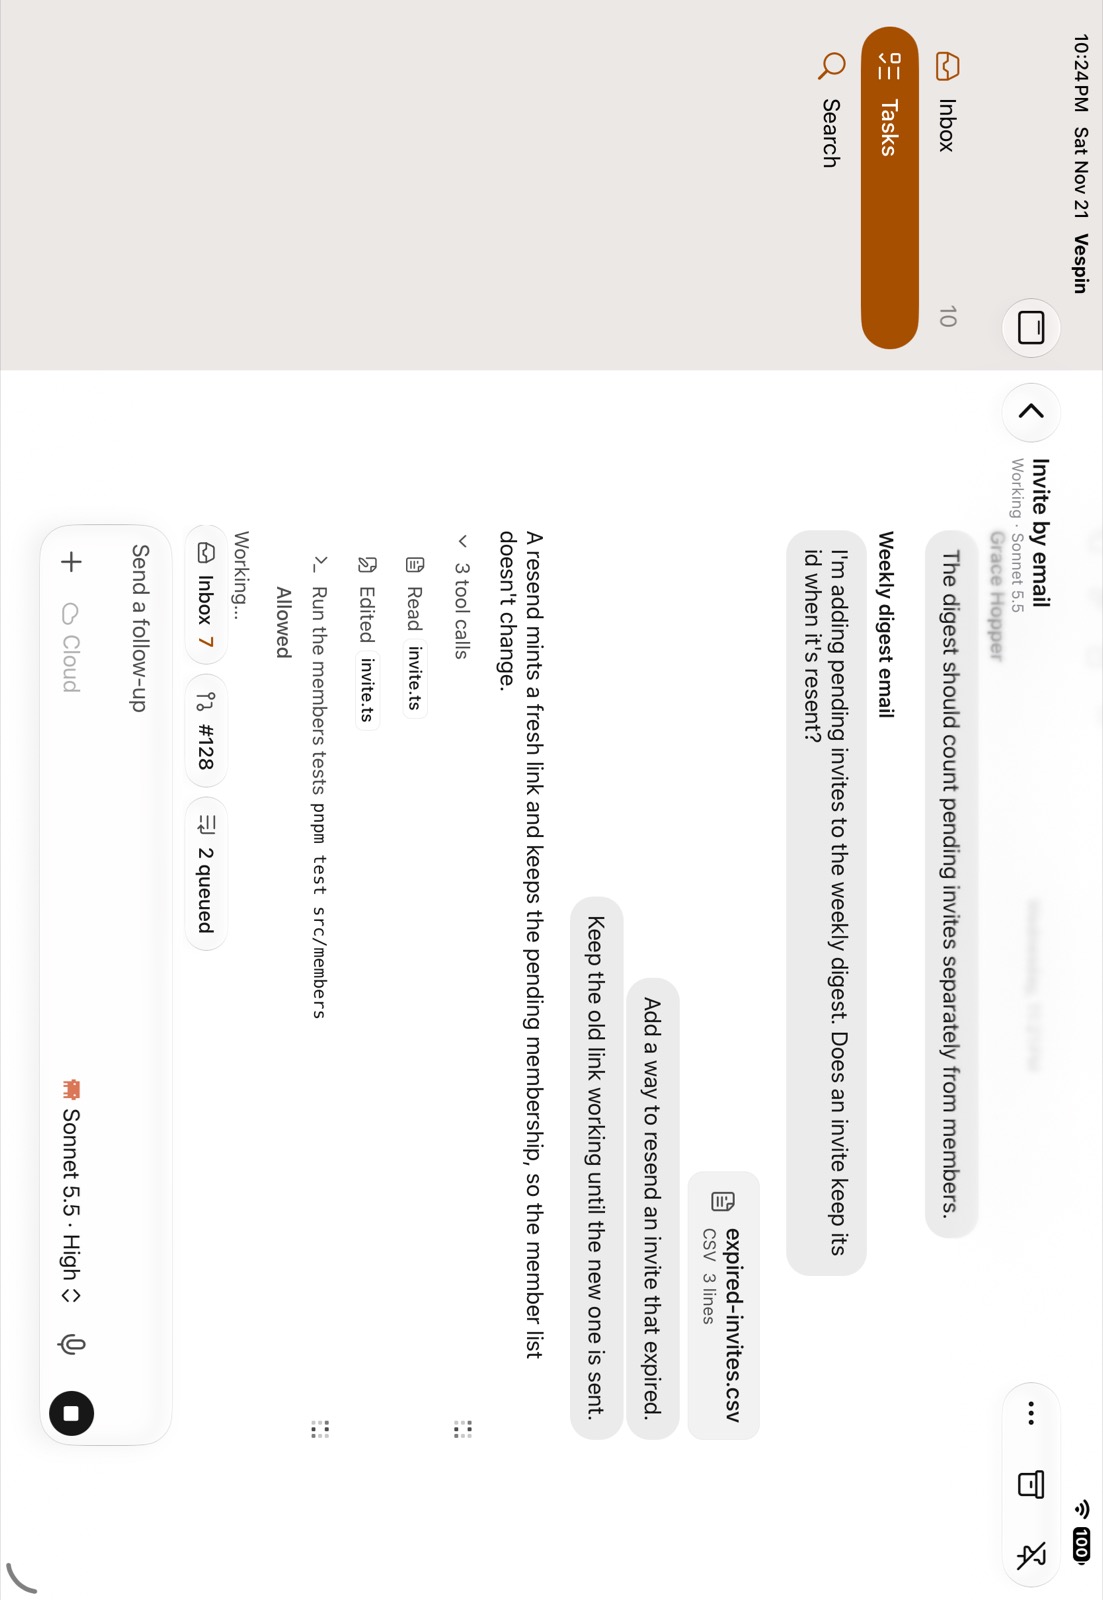 10:24 PM Sat Nov 21 Vespin
100
Inbox 10
Tasks
Search
Invite by email
Working · Sonnet 5.5
Wednesday, 11:21 PM
Grace Hopper
The digest should count pending invites separately from members.
Weekly digest email
I'm adding pending invites to the weekly digest. Does an invite keep its
id when it's resent?
expired-invites.csv
CSV 3 lines
Add a way to resend an invite that expired.
Keep the old link working until the new one is sent.
A resend mints a fresh link and keeps the pending membership, so the member list
doesn't change.
3 tool calls
Read invite.ts
Edited invite.ts
Run the members tests pnpm test src/members
Allowed
Working...
Inbox 7
#128
2 queued
Send a follow-up
Cloud
Sonnet 5.5 · High